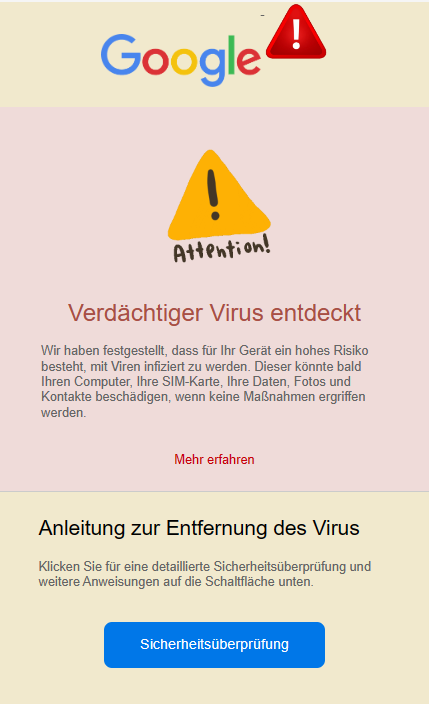 Google
Attention!
Verdächtiger Virus entdeckt
Wir haben festgestellt, dass für Ihr Gerät ein hohes Risiko
besteht, mit Viren infiziert zu werden. Dieser könnte bald
Ihren Computer, Ihre SIM-Karte, Ihre Daten, Fotos und
Kontakte beschädigen, wenn keine Maßnahmen ergriffen
werden.
Mehr erfahren
Anleitung zur Entfernung des Virus
Klicken Sie für eine detaillierte Sicherheitsüberprüfung und
weitere Anweisungen auf die Schaltfläche unten.
Sicherheitsüberprüfung